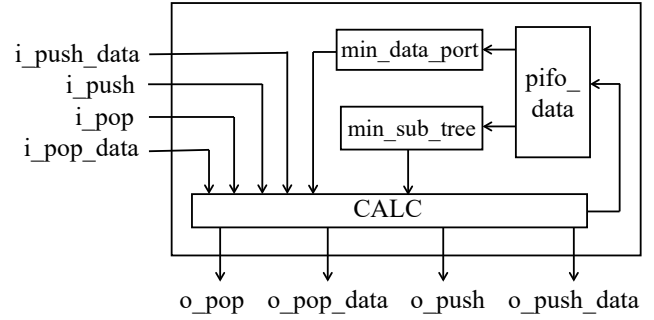 i_push_data
i_push
i_pop
i_pop_data
min_data_port
min_sub_tree
pifo_
data
CALC
o_pop
o_pop_data
o_push
o_push_data